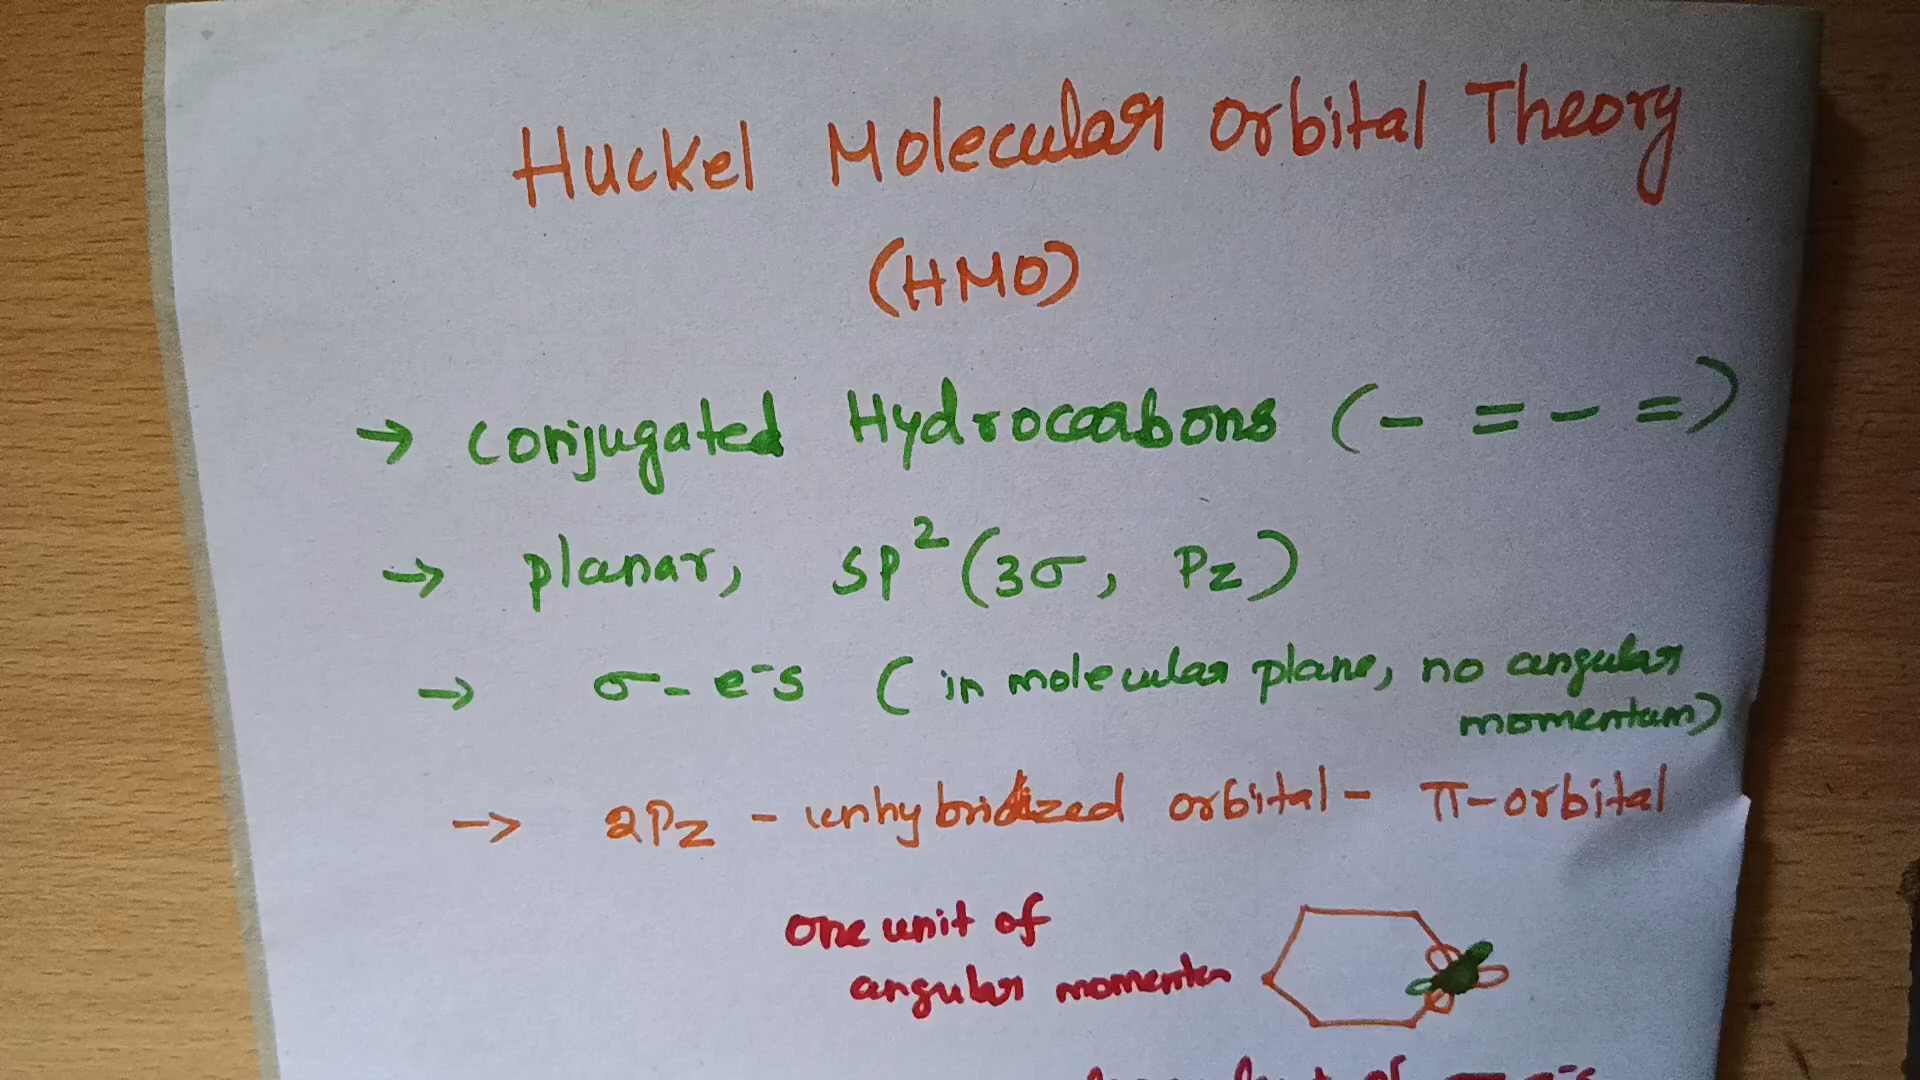 Huckel Molecular Orbital Theory
(HMO)
→ Conjugated Hydrocarbons (- = - =)
→ planar, sp² (3σ, Pz)
→ σ- e⁻s (in molecular plane, no angular
momentum)
→ 2Pz - unhybridized orbital - π-orbital
one unit of
angular momentem